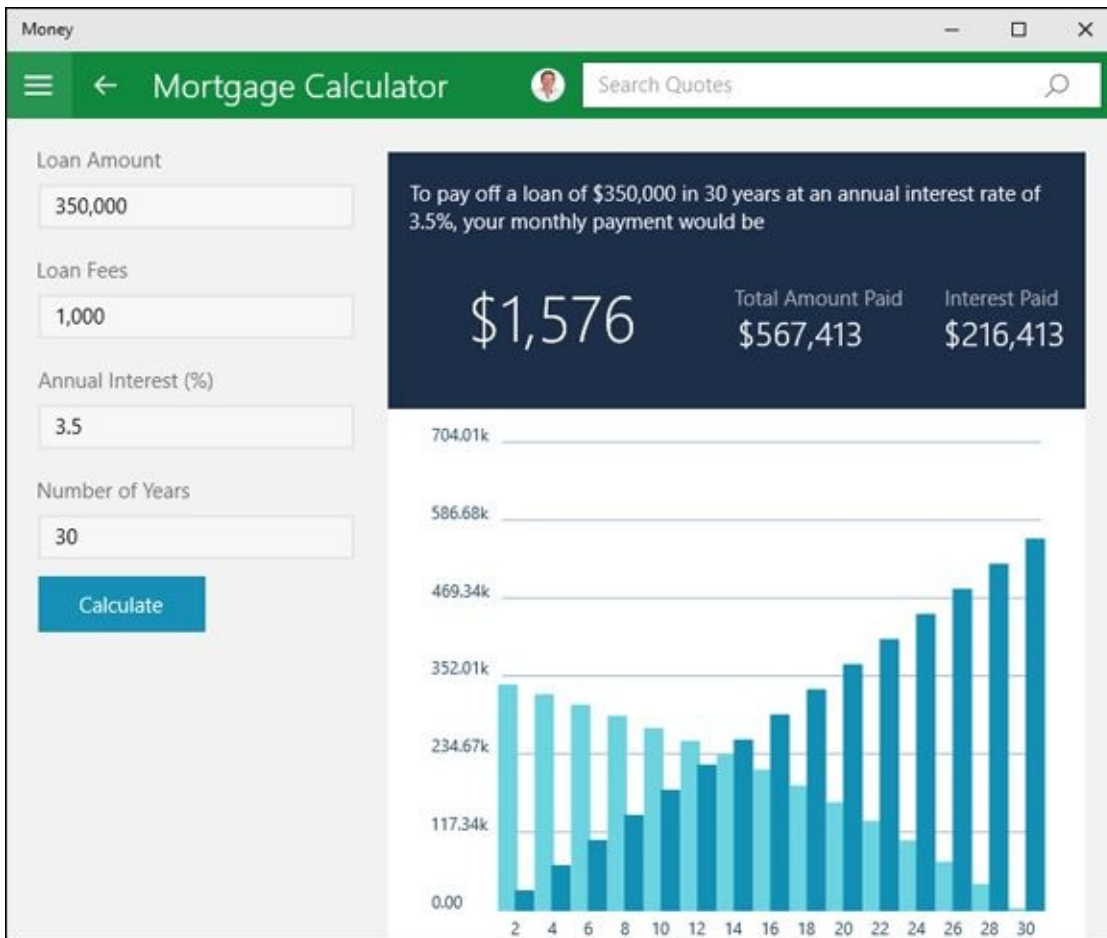 Money
Mortgage Calculator
Search Quotes
Loan Amount
350,000
Loan Fees
1,000
Annual Interest (%)
3.5
Number of Years
30
Calculate
To pay off a loan of $350,000 in 30 years at an annual interest rate of
3.5%, your monthly payment would be
$1,576
Total Amount Paid
$567,413
Interest Paid
$216,413
704.01k
586.68k
469.34k
352.01k
234.67k
117.34k
0.00
2 4 6 8 10 12 14 16 18 20 22 24 26 28 30